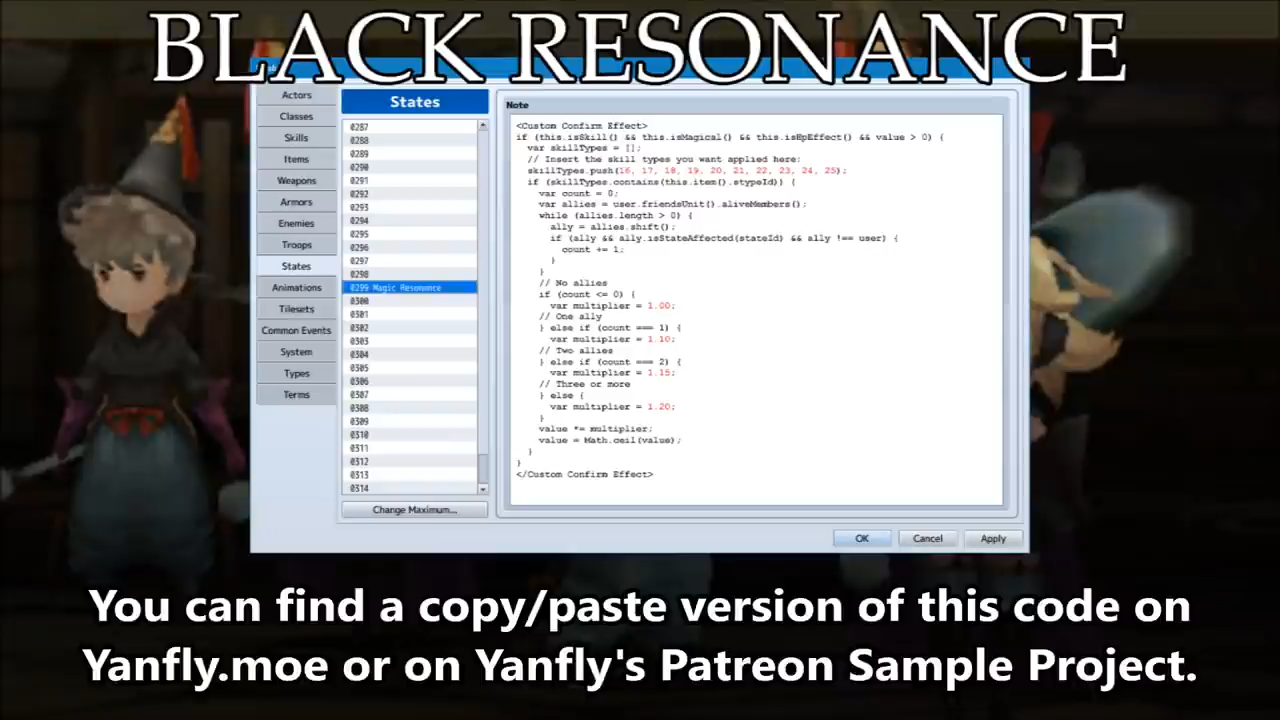 BLACK RESONANCE
Actors
Classes
Skills
Items
Weapons
Armors
Enemies
Troops
States
Animations
Tilesets
Common Events
System
Types
Terms
States
0287
0288
0289
0290
0291
0292
0293
0294
0295
0296
0297
0298
0299 Magic Resonance
0300
0301
0302
0303
0304
0305
0306
0307
0308
0309
0310
0311
0312
0313
0314
Change Maximum...
Note
<Custom Confirm Effect>
if (this.isSkill() && this.isMagical() && this.isHpEffect() && value > 0) {
var skillTypes = [];
// Insert the skill types you want applied here:
skillTypes.push(16, 17, 18, 19, 20, 21, 22, 23, 24, 25);
if (skillTypes.contains(this.item().stypeId)) {
var count = 0;
var allies = user.friendsUnit().aliveMembers();
while (allies.length > 0) {
ally = allies.shift();
if (ally && ally.isStateAffected(stateId) && ally !== user) {
count += 1;
}
}
// No allies
if (count <= 0) {
var multiplier = 1.00;
// One ally
} else if (count === 1) {
var multiplier = 1.10;
// Two allies
} else if (count === 2) {
var multiplier = 1.15;
// Three or more
} else {
var multiplier = 1.20;
}
value *= multiplier;
value = Math.ceil(value);
}
}
</Custom Confirm Effect>
OK
Cancel
Apply
You can find a copy/paste version of this code on
Yanfly.moe or on Yanfly's Patreon Sample Project.